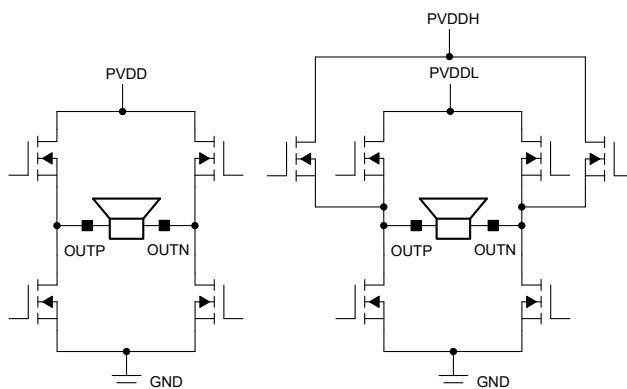 PVDD
OUTP
OUTN
GND
PVDDH
PVDDL
OUTP
OUTN
GND